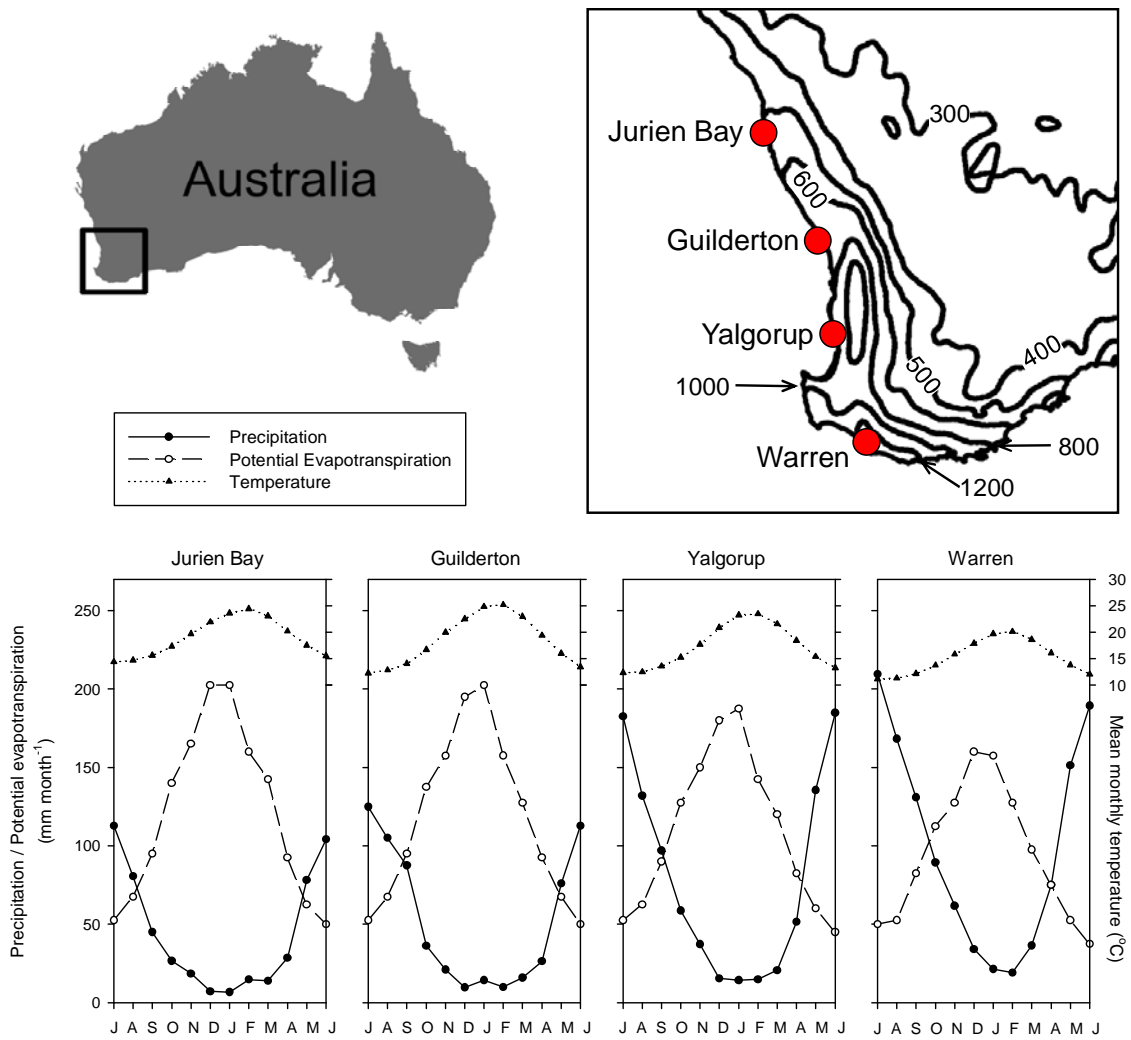 Australia
Precipitation
Potential Evapotranspiration
Temperature
300
Jurien Bay
600
Guilderton
Yalgorup
400
500
1000
800
Warren
1200
Jurien Bay
Guilderton
Yalgorup
Warren
Precipitation / Potential evapotranspiration
(mm month⁻¹)
250
200
150
100
50
0
30
25
20
15
10
Mean monthly temperature (°C)
J A S O N D J F M A M J
J A S O N D J F M A M J
J A S O N D J F M A M J
J A S O N D J F M A M J